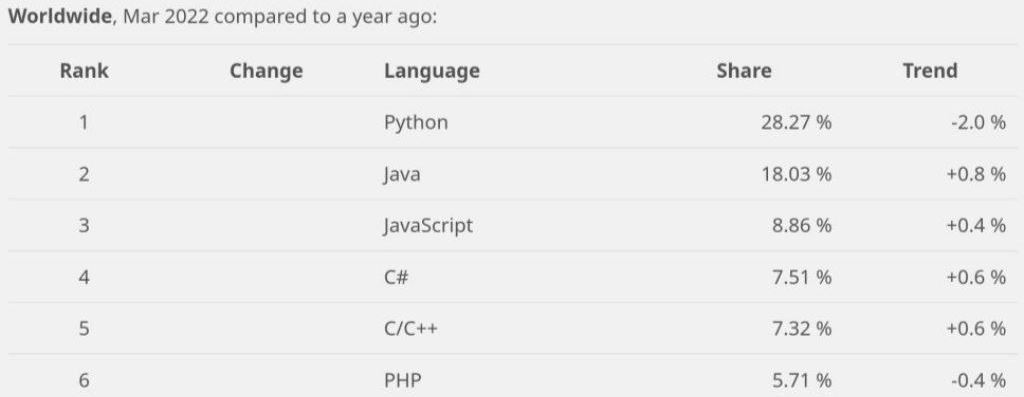 Worldwide, Mar 2022 compared to a year ago:
Rank Change Language Share Trend
1 Python 28.27 % -2.0 %
2 Java 18.03 % +0.8 %
3 JavaScript 8.86 % +0.4 %
4 C# 7.51 % +0.6 %
5 C/C++ 7.32 % +0.6 %
6 PHP 5.71 % -0.4 %